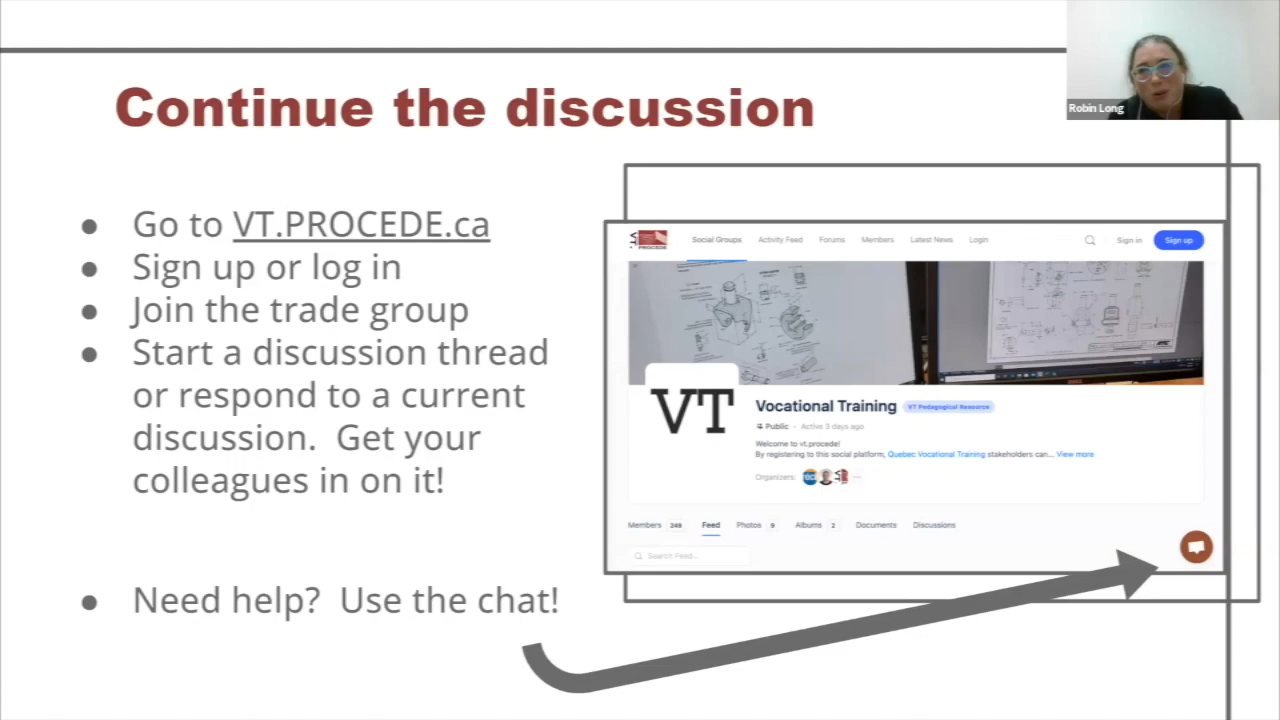 Continue the discussion
Robin Long
● Go to VT.PROCEDE.ca
● Sign up or log in
● Join the trade group
● Start a discussion thread
or respond to a current
discussion.  Get your
colleagues in on it!
● Need help?  Use the chat!
PROCEDE
Social Groups
Activity Feed
Forums
Members
Latest News
Login
Sign in
Sign up
VT
Vocational Training
VT Pedagogical Resource
Public - Active 3 days ago
Welcome to vt.procede!
By registering to this social platform, Quebec Vocational Training stakeholders can... View more
Organizers:
Members 249
Feed
Photos 9
Albums 2
Documents
Discussions
Search Feed...